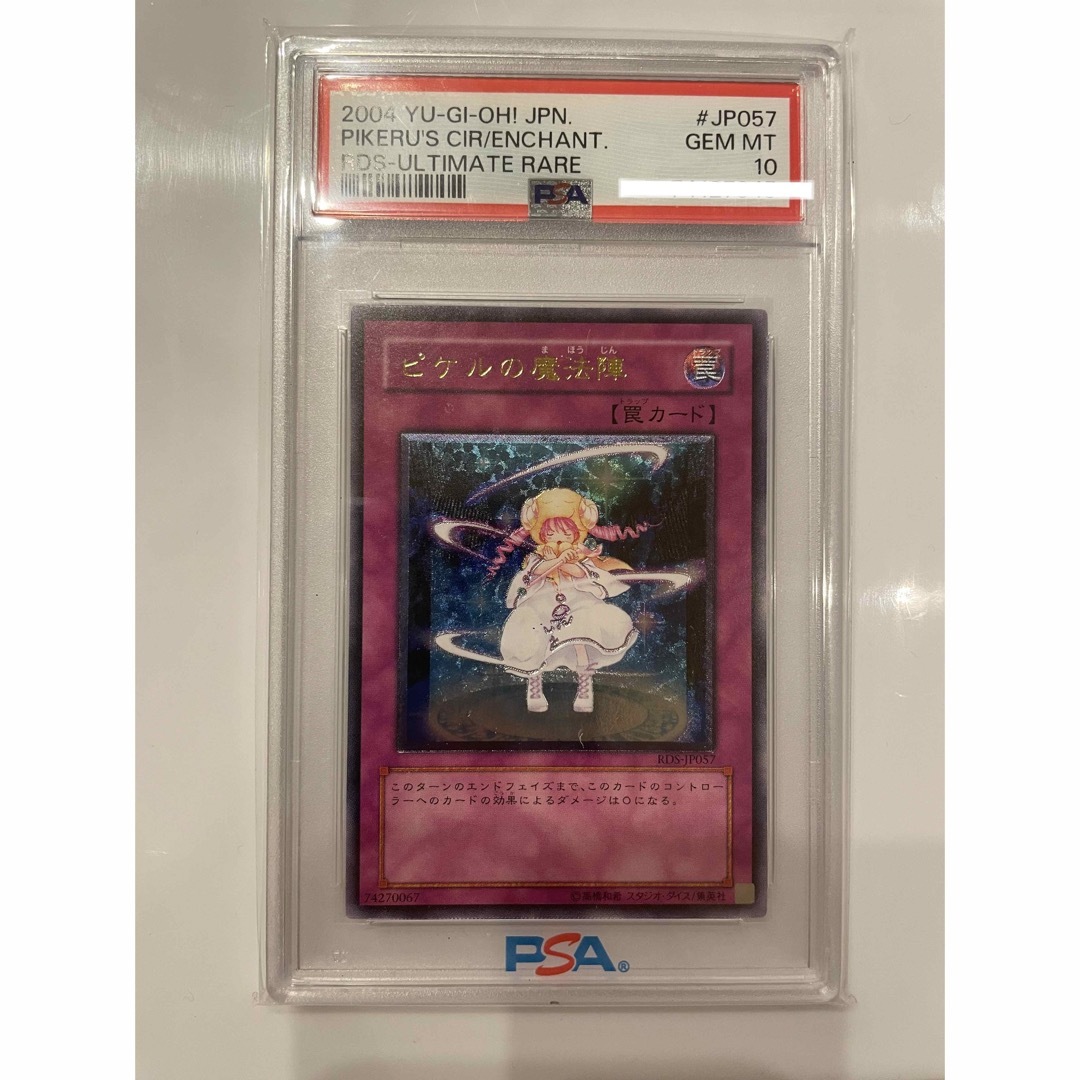 2004 YU-GI-OH! JPN. #JP057
PIKERU'S CIR/ENCHANT. GEM MT
RDS-ULTIMATE RARE 10
PSA
ま ほう じん
ピケルの魔法陣
トラップ
罠
トラップ
【罠カード】
RDS-JP057
このターンのエンドフェイズまで、このカードのコントロー
ラーへのカードの効果によるダメージは0になる。
74270067 ©高橋和希 スタジオ・ダイス/集英社
PSA®